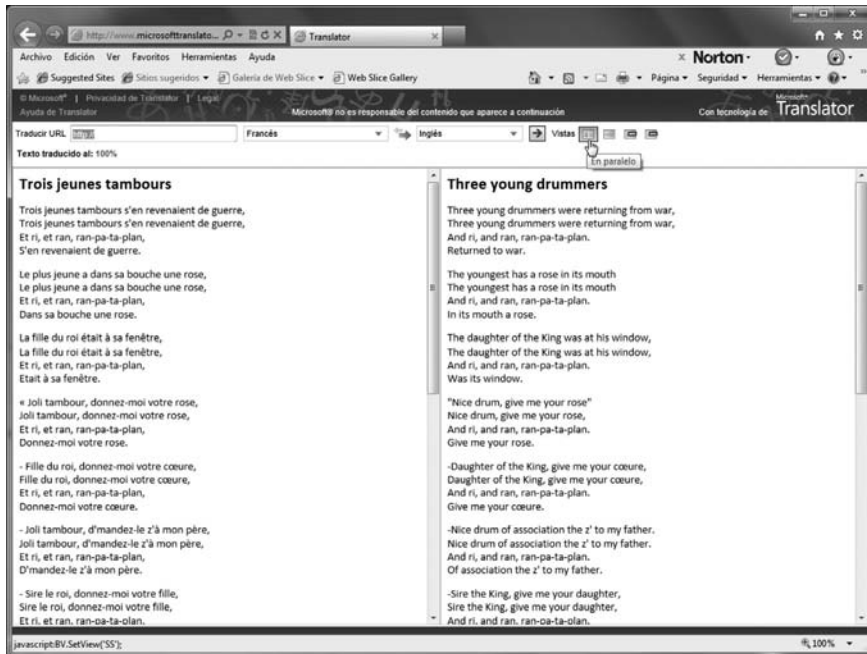 http://www.microsofttranslato...
Translator
Archivo Edición Ver Favoritos Herramientas Ayuda
Norton
Suggested Sites Sitios sugeridos Galería de Web Slice Web Slice Gallery
Página Seguridad Herramientas
© Microsoft® | Privacidad de Translator | Legal
Ayuda de Translator
Microsoft® no es responsable del contenido que aparece a continuación
Con tecnología de Microsoft® Translator
Traducir URL http:// Francés Inglés Vistas
En paralelo
Texto traducido al: 100%
Trois jeunes tambours
Trois jeunes tambours s'en revenaient de guerre,
Trois jeunes tambours s'en revenaient de guerre,
Et ri, et ran, ran-pa-ta-plan,
S'en revenaient de guerre.
Le plus jeune a dans sa bouche une rose,
Le plus jeune a dans sa bouche une rose,
Et ri, et ran, ran-pa-ta-plan,
Dans sa bouche une rose.
La fille du roi était à sa fenêtre,
La fille du roi était à sa fenêtre,
Et ri, et ran, ran-pa-ta-plan,
Etait à sa fenêtre.
« Joli tambour, donnez-moi votre rose,
Joli tambour, donnez-moi votre rose,
Et ri, et ran, ran-pa-ta-plan,
Donnez-moi votre rose.
- Fille du roi, donnez-moi votre cœure,
Fille du roi, donnez-moi votre cœure,
Et ri, et ran, ran-pa-ta-plan,
Donnez-moi votre cœure.
- Joli tambour, d'mandez-le z'à mon père,
Joli tambour, d'mandez-le z'à mon père,
Et ri, et ran, ran-pa-ta-plan,
D'mandez-le z'à mon père.
- Sire le roi, donnez-moi votre fille,
Sire le roi, donnez-moi votre fille,
Et ri, et ran, ran-pa-ta-plan,
Three young drummers
Three young drummers were returning from war,
Three young drummers were returning from war,
And ri, and ran, ran-pa-ta-plan.
Returned to war.
The youngest has a rose in its mouth
The youngest has a rose in its mouth
And ri, and ran, ran-pa-ta-plan.
In its mouth a rose.
The daughter of the King was at his window,
The daughter of the King was at his window,
And ri, and ran, ran-pa-ta-plan.
Was its window.
"Nice drum, give me your rose"
Nice drum, give me your rose,
And ri, and ran, ran-pa-ta-plan.
Give me your rose.
-Daughter of the King, give me your cœure,
Daughter of the King, give me your cœure,
And ri, and ran, ran-pa-ta-plan.
Give me your cœure.
-Nice drum of association the z' to my father.
Nice drum of association the z' to my father.
And ri, and ran, ran-pa-ta-plan.
Of association the z' to my father.
-Sire the King, give me your daughter,
Sire the King, give me your daughter,
And ri, and ran, ran-pa-ta-plan.
javascript:BV.SetView('SS');
100%